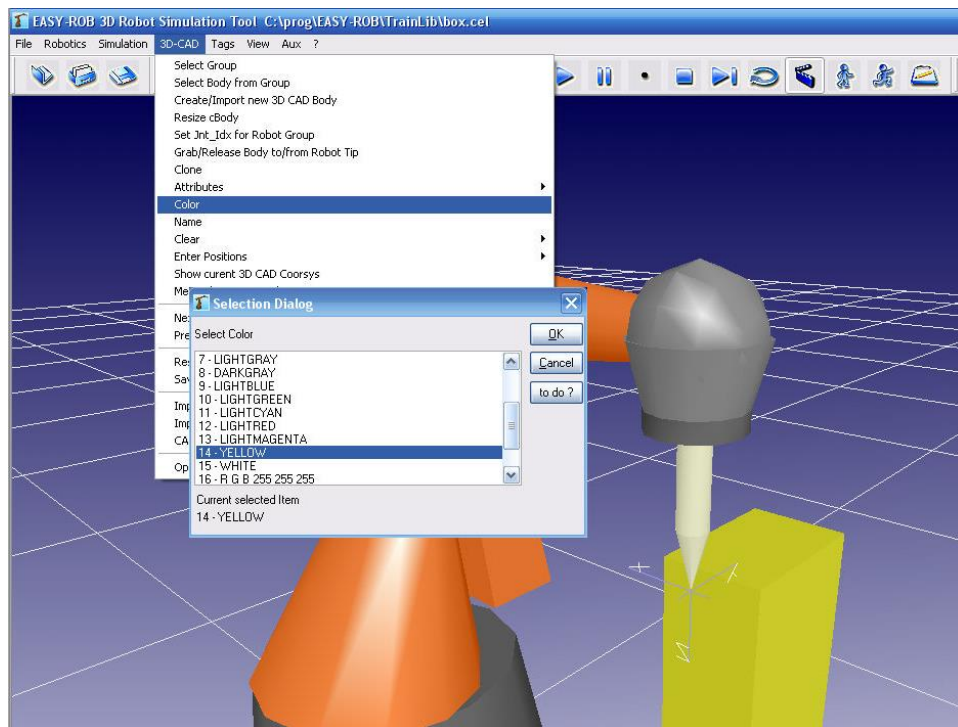 EASY-ROB 3D Robot Simulation Tool C:\prog\EASY-ROB\TrainLib\box.cel
File Robotics Simulation 3D-CAD Tags View Aux ?
Select Group
Select Body from Group
Create/Import new 3D CAD Body
Resize cBody
Set Jnt_Idx for Robot Group
Grab/Release Body to/from Robot Tip
Clone
Attributes
Color
Name
Clear
Enter Positions
Show curent 3D CAD Coorsys
Selection Dialog
Select Color
OK
Cancel
to do ?
7 - LIGHTGRAY
8 - DARKGRAY
9 - LIGHTBLUE
10 - LIGHTGREEN
11 - LIGHTCYAN
12 - LIGHTRED
13 - LIGHTMAGENTA
14 - YELLOW
15 - WHITE
16 - R G B 255 255 255
Current selected Item
14 - YELLOW